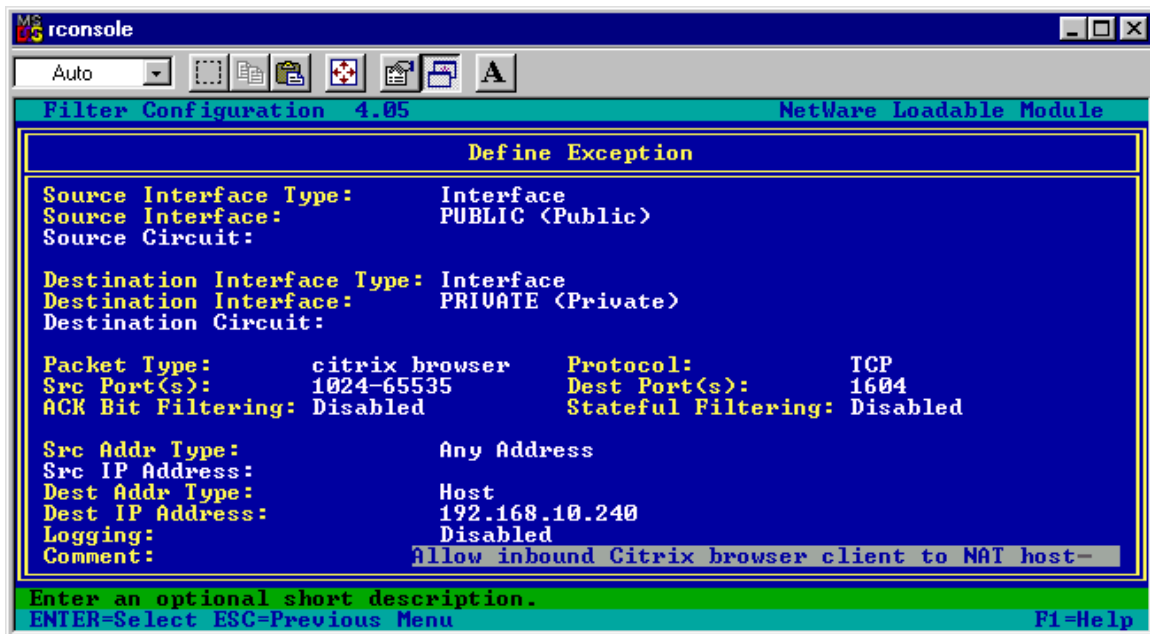 MS DOS rconsole
Auto
A
Filter Configuration 4.05 NetWare Loadable Module
Define Exception
Source Interface Type: Interface
Source Interface: PUBLIC (Public)
Source Circuit:
Destination Interface Type: Interface
Destination Interface: PRIVATE (Private)
Destination Circuit:
Packet Type: citrix browser Protocol: TCP
Src Port(s): 1024-65535 Dest Port(s): 1604
ACK Bit Filtering: Disabled Stateful Filtering: Disabled
Src Addr Type: Any Address
Src IP Address:
Dest Addr Type: Host
Dest IP Address: 192.168.10.240
Logging: Disabled
Comment: Allow inbound Citrix browser client to NAT host
Enter an optional short description.
ENTER=Select ESC=Previous Menu F1=Help